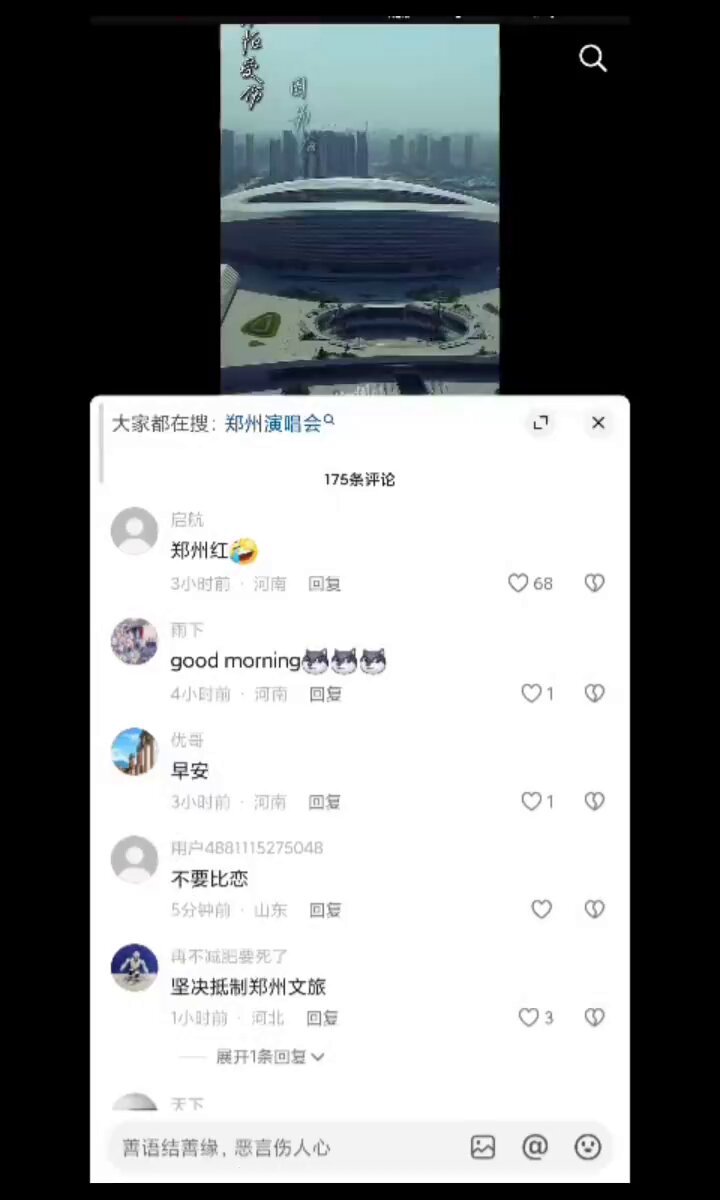 受伤
因为
大家都在搜：郑州演唱会
175条评论
启航
郑州红
3小时前 · 河南 回复
68
雨下
good morning
4小时前 · 河南 回复
1
优哥
早安
3小时前 · 河南 回复
1
用户4881115275048
不要比恋
5分钟前 · 山东 回复
再不减肥要死了
坚决抵制郑州文旅
1小时前 · 河北 回复
3
展开1条回复
天下
善语结善缘，恶言伤人心